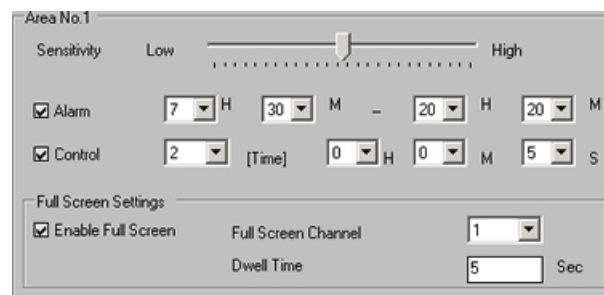 Area No.1
Sensitivity Low High
Alarm 7 H 30 M - 20 H 20 M
Control 2 [Time] 0 H 0 M 5 S
Full Screen Settings
Enable Full Screen Full Screen Channel 1
Dwell Time 5 Sec